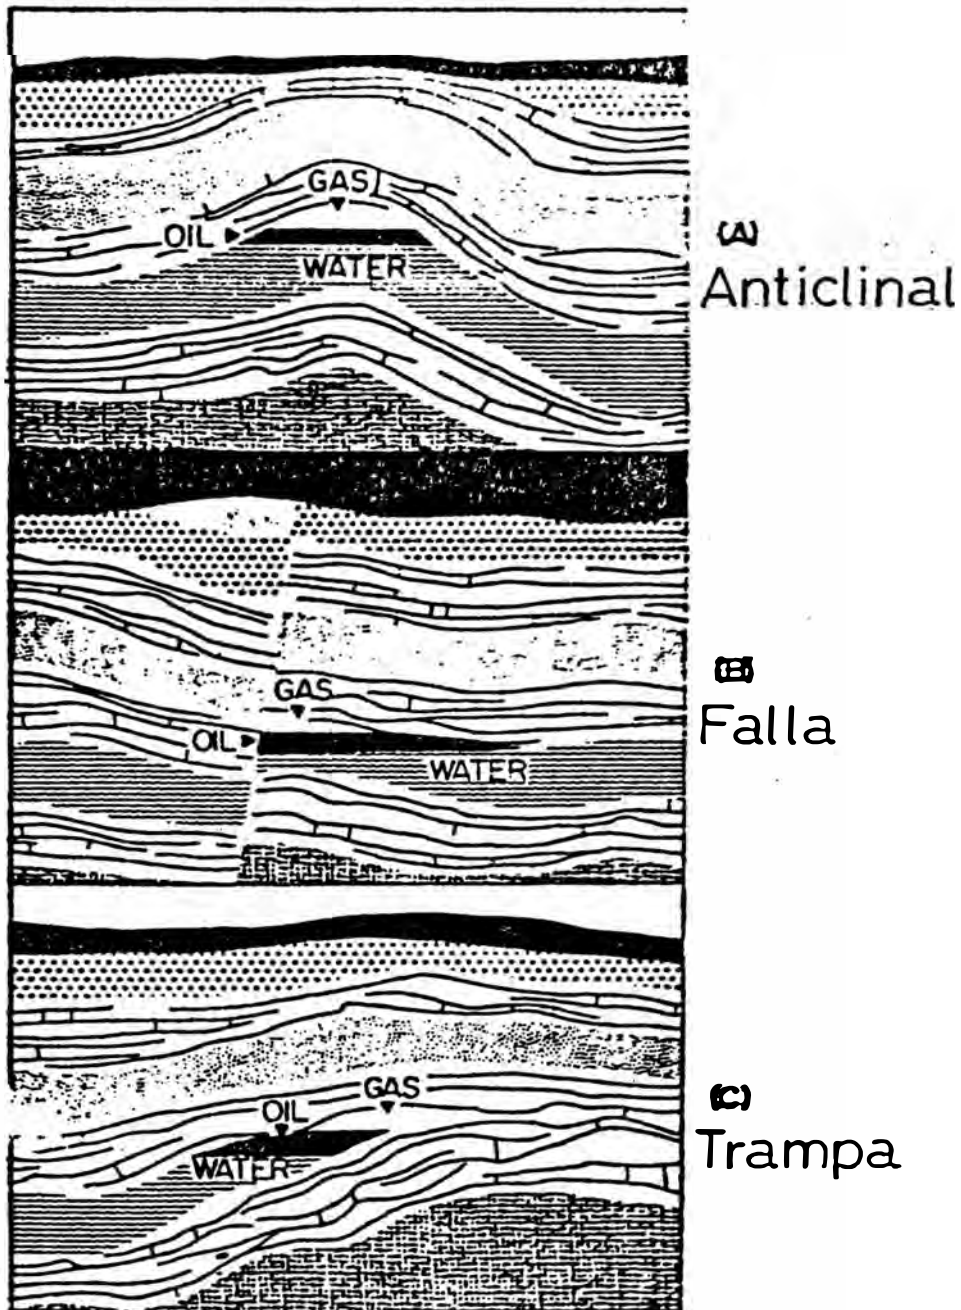 GAS
OIL
WATER
(A)
Anticlinal
GAS
OIL
WATER
(B)
Falla
GAS
OIL
WATER
(C)
Trampa